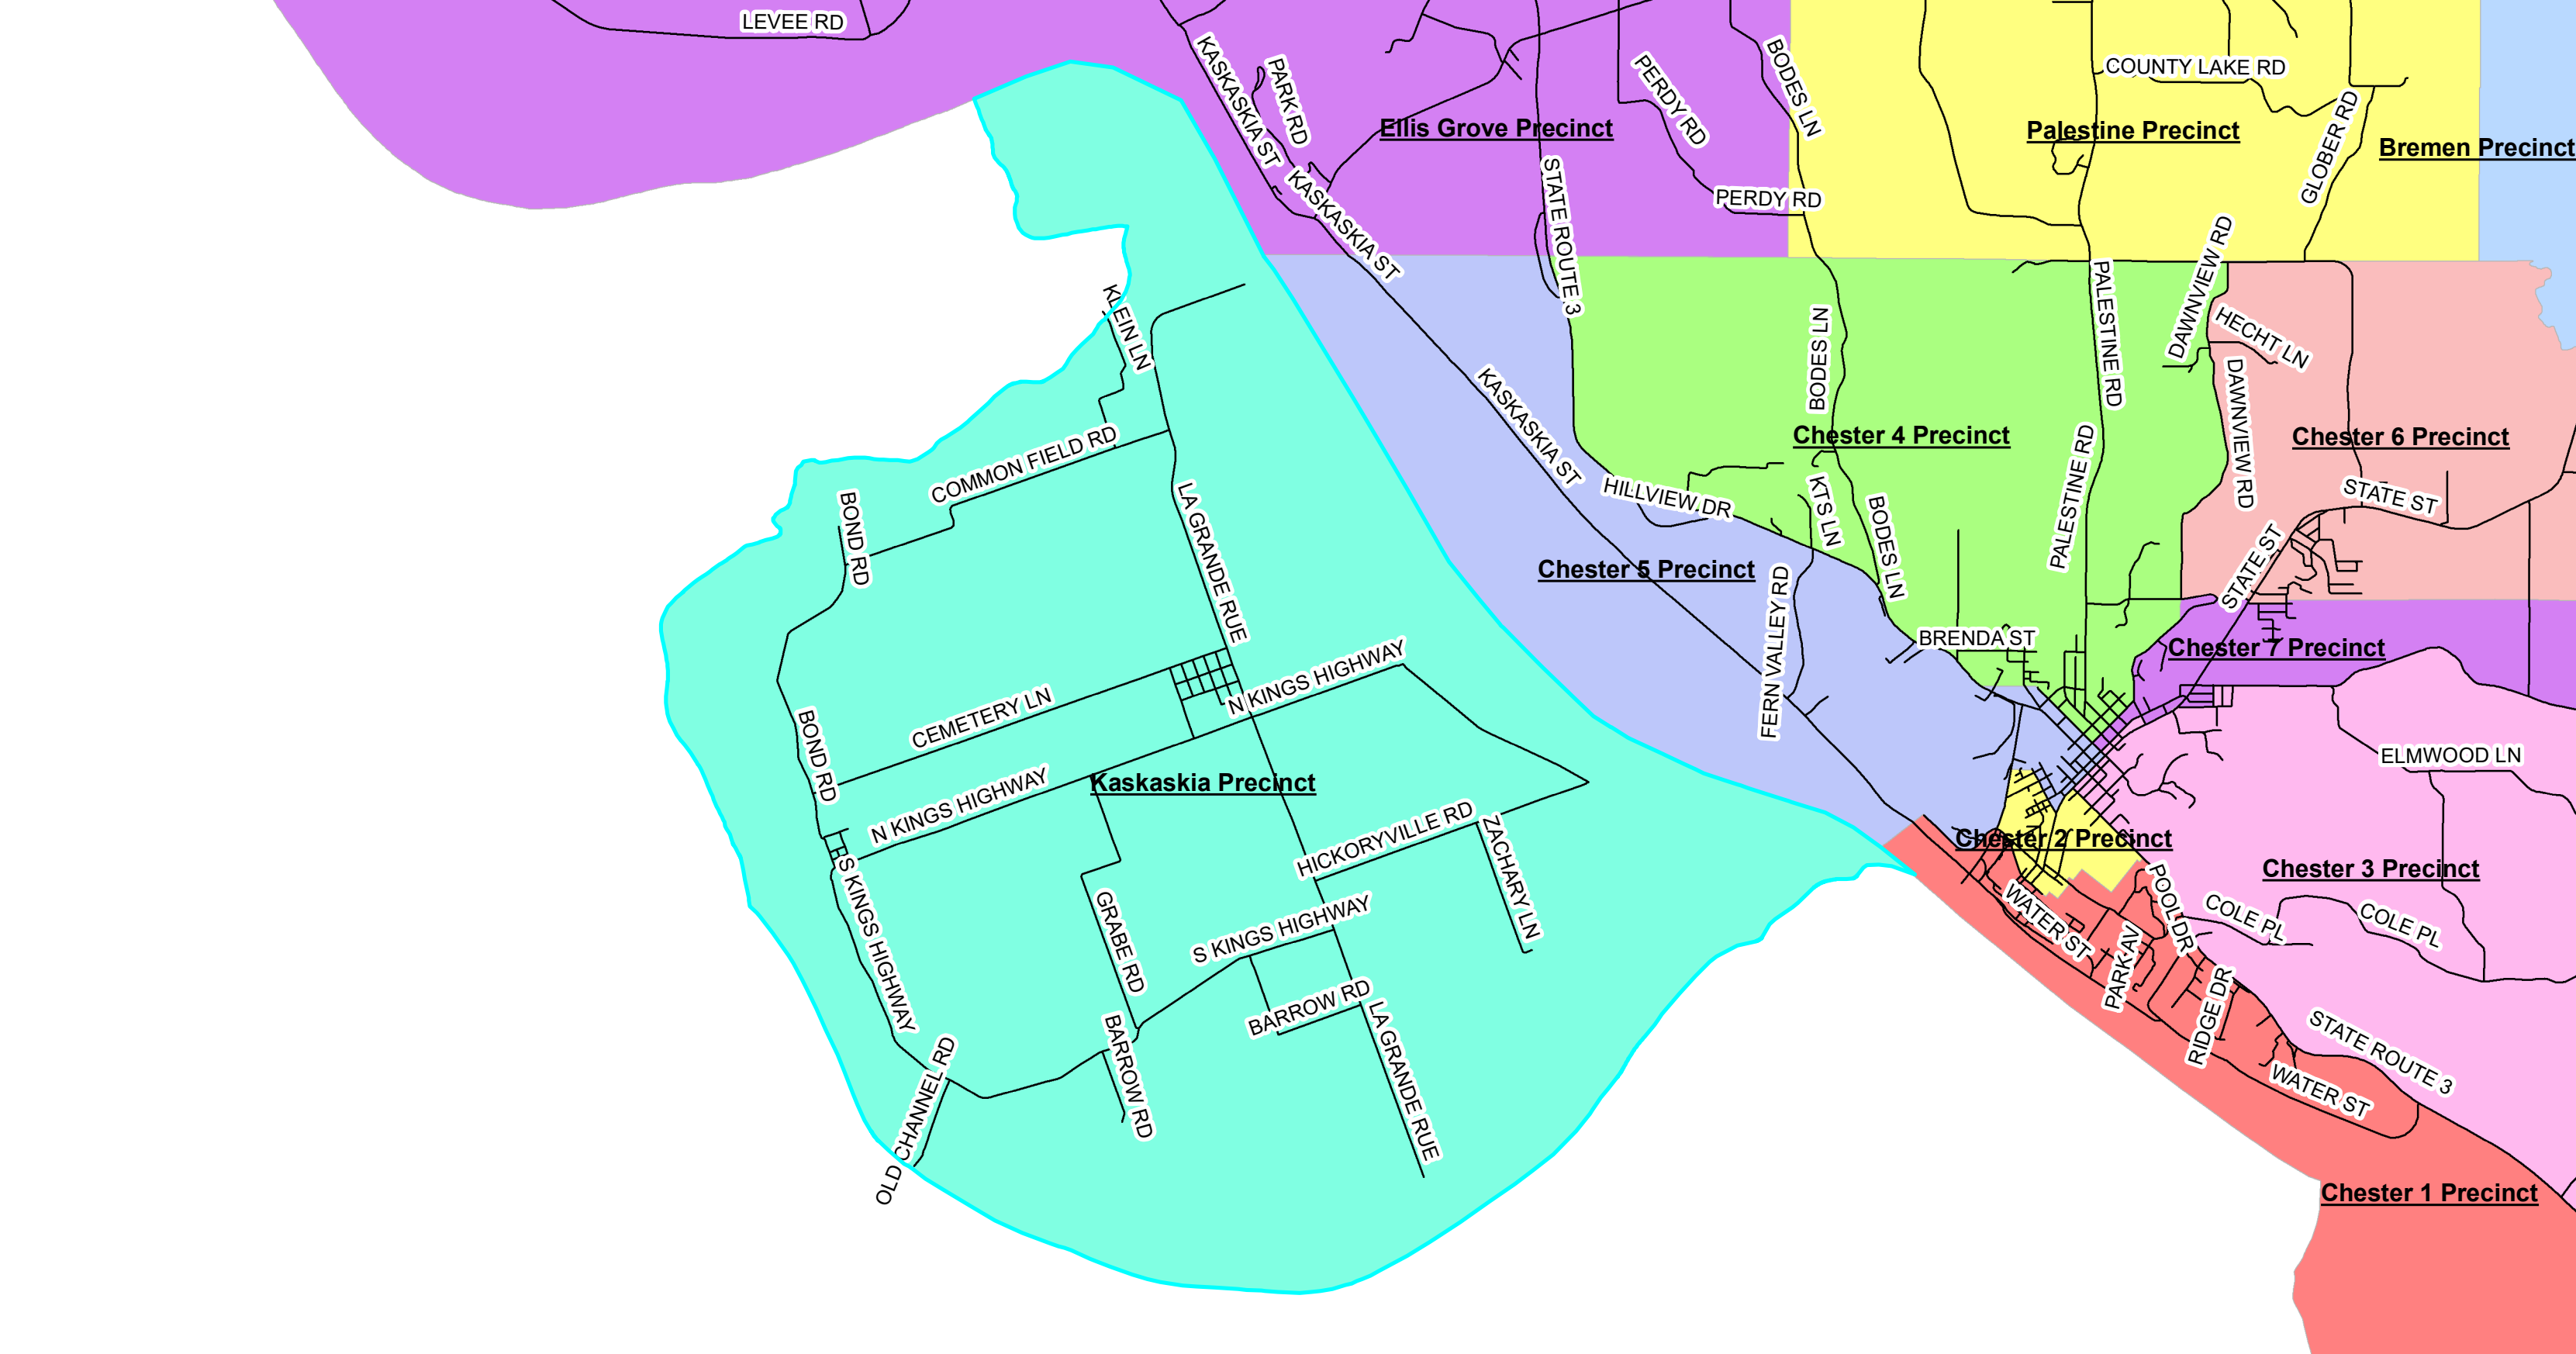 LEVEE RD
KASKASKIA ST
PARK RD
PERDY RD
BODES LN
COUNTY LAKE RD
GLOBER RD
Ellis Grove Precinct
Palestine Precinct
Bremen Precinct
KASKASKIA ST
STATE ROUTE 3
PERDY RD
DAWNVIEW RD
PALESTINE RD
HECHT LN
KLEIN LN
BODES LN
KASKASKIA ST
DAWNVIEW RD
COMMON FIELD RD
Chester 4 Precinct
Chester 6 Precinct
BOND RD
LA GRANDE RUE
HILLVIEW DR
KTS LN
BODES LN
PALESTINE RD
STATE ST
STATE ST
Chester 5 Precinct
FERN VALLEY RD
BRENDA ST
Chester 7 Precinct
N KINGS HIGHWAY
CEMETERY LN
BOND RD
ELMWOOD LN
Kaskaskia Precinct
N KINGS HIGHWAY
HICKORYVILLE RD
ZACHARY LN
Chester 2 Precinct
Chester 3 Precinct
S KINGS HIGHWAY
GRABE RD
S KINGS HIGHWAY
WATER ST
POOL DR
COLE PL
COLE PL
PARK AV
BARROW RD
RIDGE DR
STATE ROUTE 3
OLD CHANNEL RD
BARROW RD
LA GRANDE RUE
WATER ST
Chester 1 Precinct